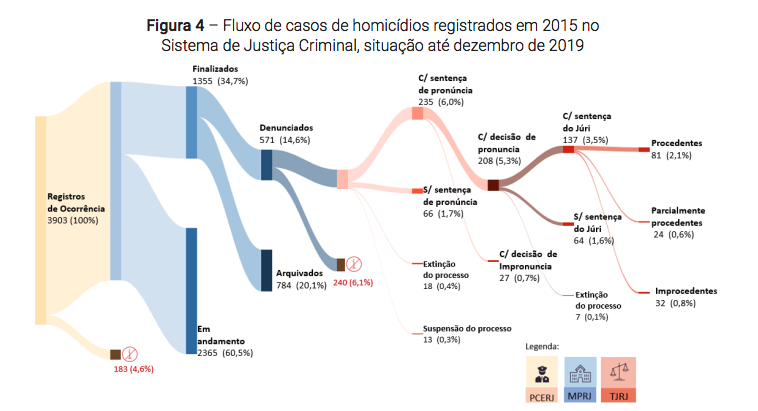 Figura 4 – Fluxo de casos de homicídios registrados em 2015 no
Sistema de Justiça Criminal, situação até dezembro de 2019
Finalizados
1355 (34,7%)
C/ sentença
de pronúncia
235 (6,0%)
Denunciados
571 (14,6%)
C/ decisão de
pronuncia
208 (5,3%)
C/ sentença
do Júri
137 (3,5%)
Procedentes
81 (2,1%)
Registros
de Ocorrência
3903 (100%)
S/ sentença
de pronúncia
66 (1,7%)
Parcialmente
procedentes
24 (0,6%)
S/ sentença
do Júri
64 (1,6%)
Arquivados
784 (20,1%)
240 (6,1%)
Extinção
do processo
18 (0,4%)
C/ decisão de
Impronuncia
27 (0,7%)
Extinção
do processo
7 (0,1%)
Improcedentes
32 (0,8%)
Em
andamento
2365 (60,5%)
Suspensão do processo
13 (0,3%)
183 (4,6%)
Legenda:
PCERJ
MPRJ
TJRJ